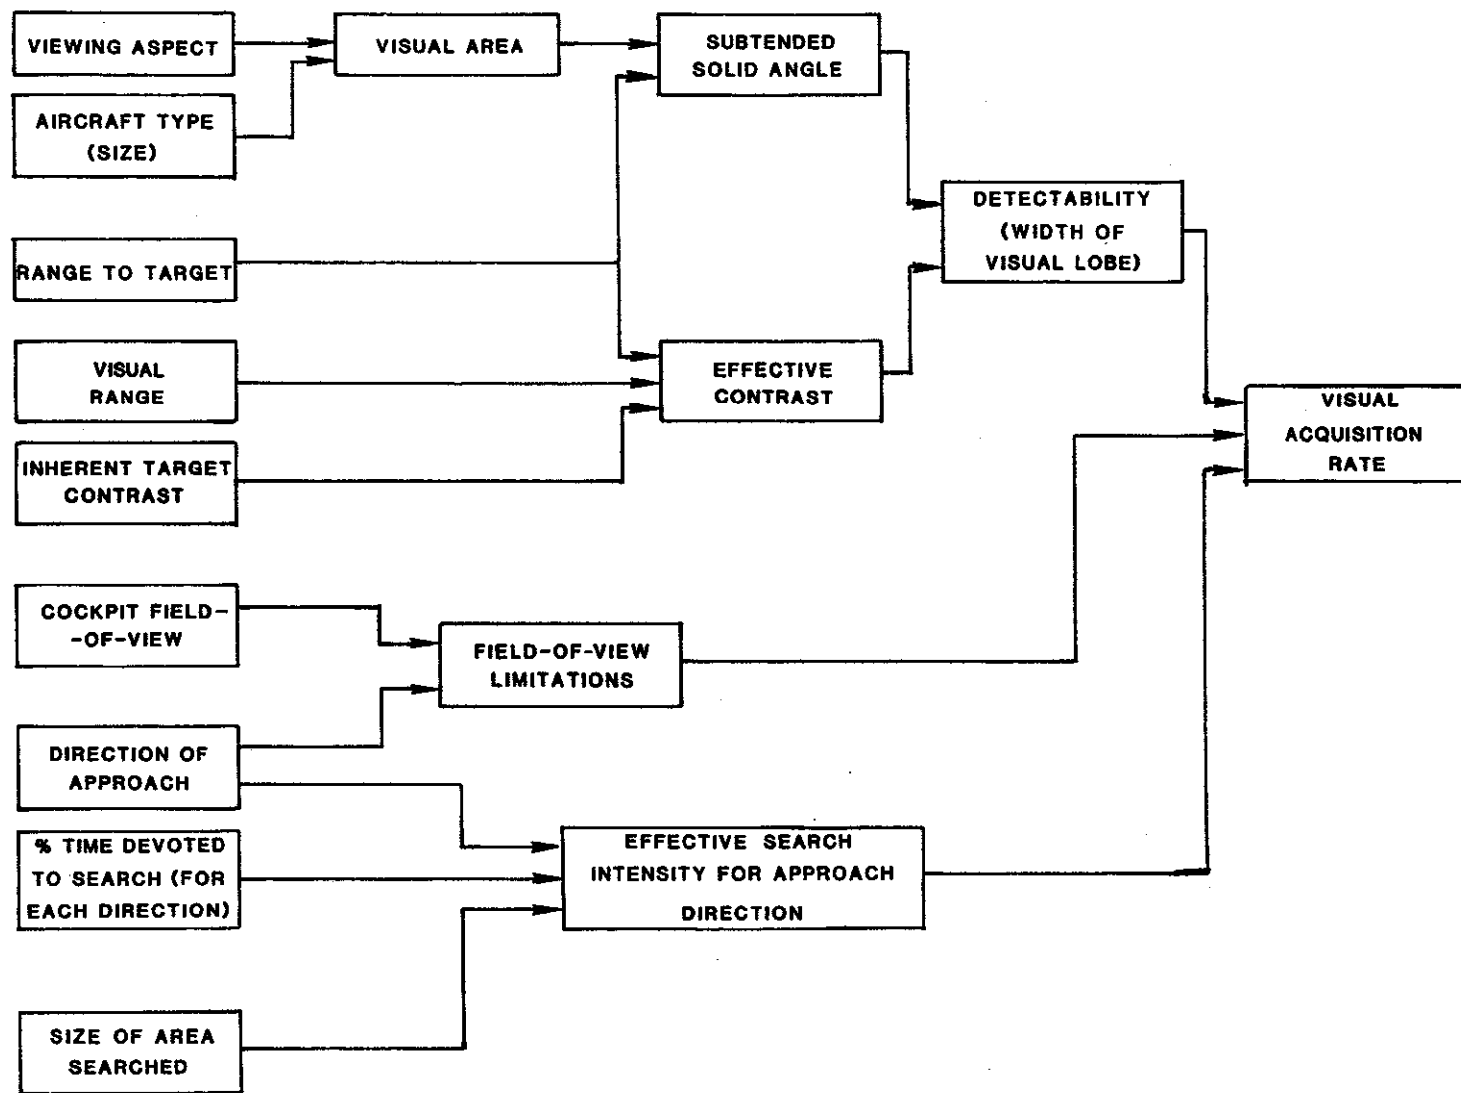 VIEWING ASPECT
AIRCRAFT TYPE
(SIZE)
RANGE TO TARGET
VISUAL
RANGE
INHERENT TARGET
CONTRAST
COCKPIT FIELD-
-OF-VIEW
DIRECTION OF
APPROACH
% TIME DEVOTED
TO SEARCH (FOR
EACH DIRECTION)
SIZE OF AREA
SEARCHED
VISUAL AREA
SUBTENDED
SOLID ANGLE
EFFECTIVE
CONTRAST
FIELD-OF-VIEW
LIMITATIONS
EFFECTIVE SEARCH
INTENSITY FOR APPROACH
DIRECTION
DETECTABILITY
(WIDTH OF
VISUAL LOBE)
VISUAL
ACQUISITION
RATE